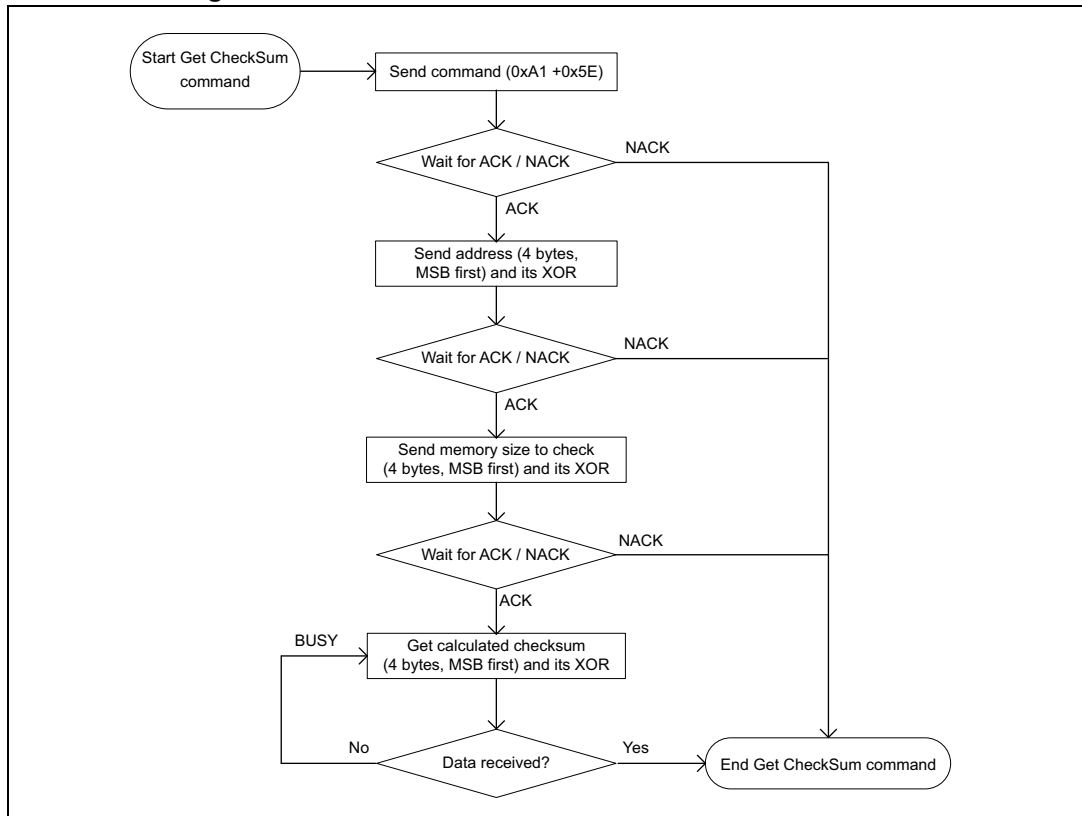 Start Get CheckSum
command
Send command (0xA1 +0x5E)
Wait for ACK / NACK
NACK
ACK
Send address (4 bytes,
MSB first) and its XOR
Wait for ACK / NACK
NACK
ACK
Send memory size to check
(4 bytes, MSB first) and its XOR
Wait for ACK / NACK
NACK
ACK
BUSY
Get calculated checksum
(4 bytes, MSB first) and its XOR
No
Data received?
Yes
End Get CheckSum command